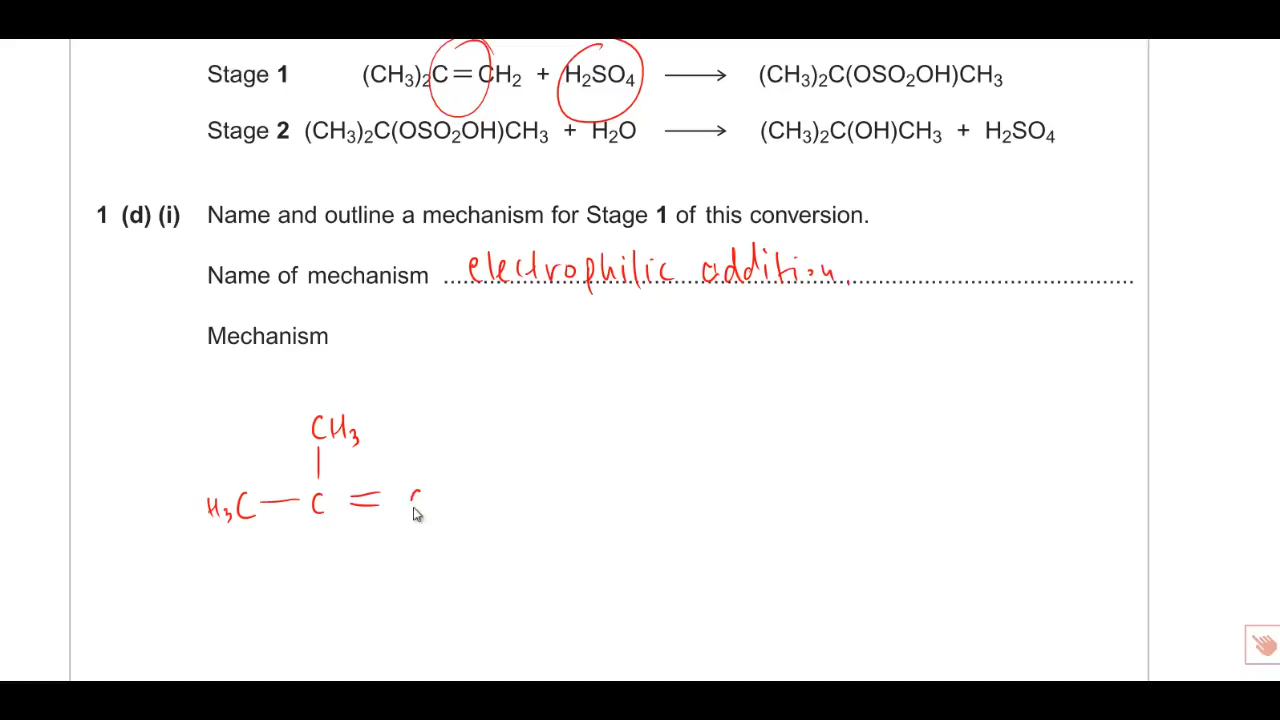 Stage 1 (CH₃)₂C=CH₂ + H₂SO₄ ⟶ (CH₃)₂C(OSO₂OH)CH₃
Stage 2 (CH₃)₂C(OSO₂OH)CH₃ + H₂O ⟶ (CH₃)₂C(OH)CH₃ + H₂SO₄
1 (d) (i) Name and outline a mechanism for Stage 1 of this conversion.
Name of mechanism electrophilic addition.
Mechanism
CH₃
H₃C — C =